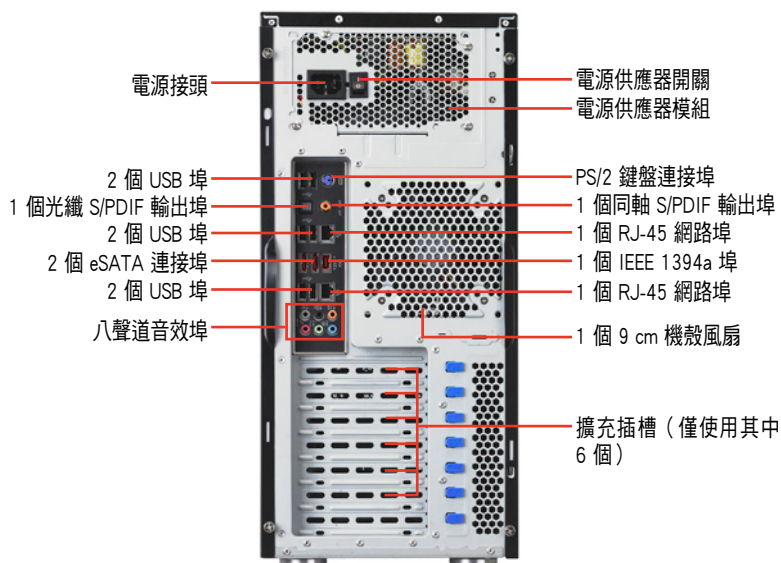 電源接頭
2 個 USB 埠
1 個光纖 S/PDIF 輸出埠
2 個 USB 埠
2 個 eSATA 連接埠
2 個 USB 埠
八聲道音效埠
電源供應器開關
電源供應器模組
PS/2 鍵盤連接埠
1 個同軸 S/PDIF 輸出埠
1 個 RJ-45 網路埠
1 個 IEEE 1394a 埠
1 個 RJ-45 網路埠
1 個 9 cm 機殼風扇
擴充插槽（僅使用其中
6 個）